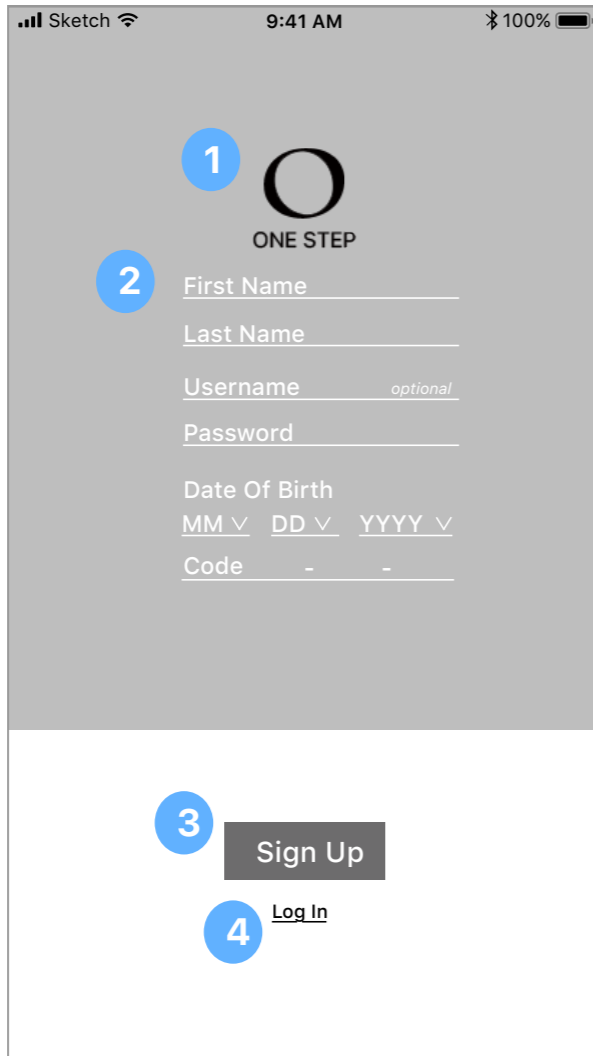 Sketch 9:41 AM 100%
1
O
ONE STEP
2 First Name
Last Name
Username optional
Password
Date Of Birth
MM DD YYYY
Code - -
3
Sign Up
Log In
4